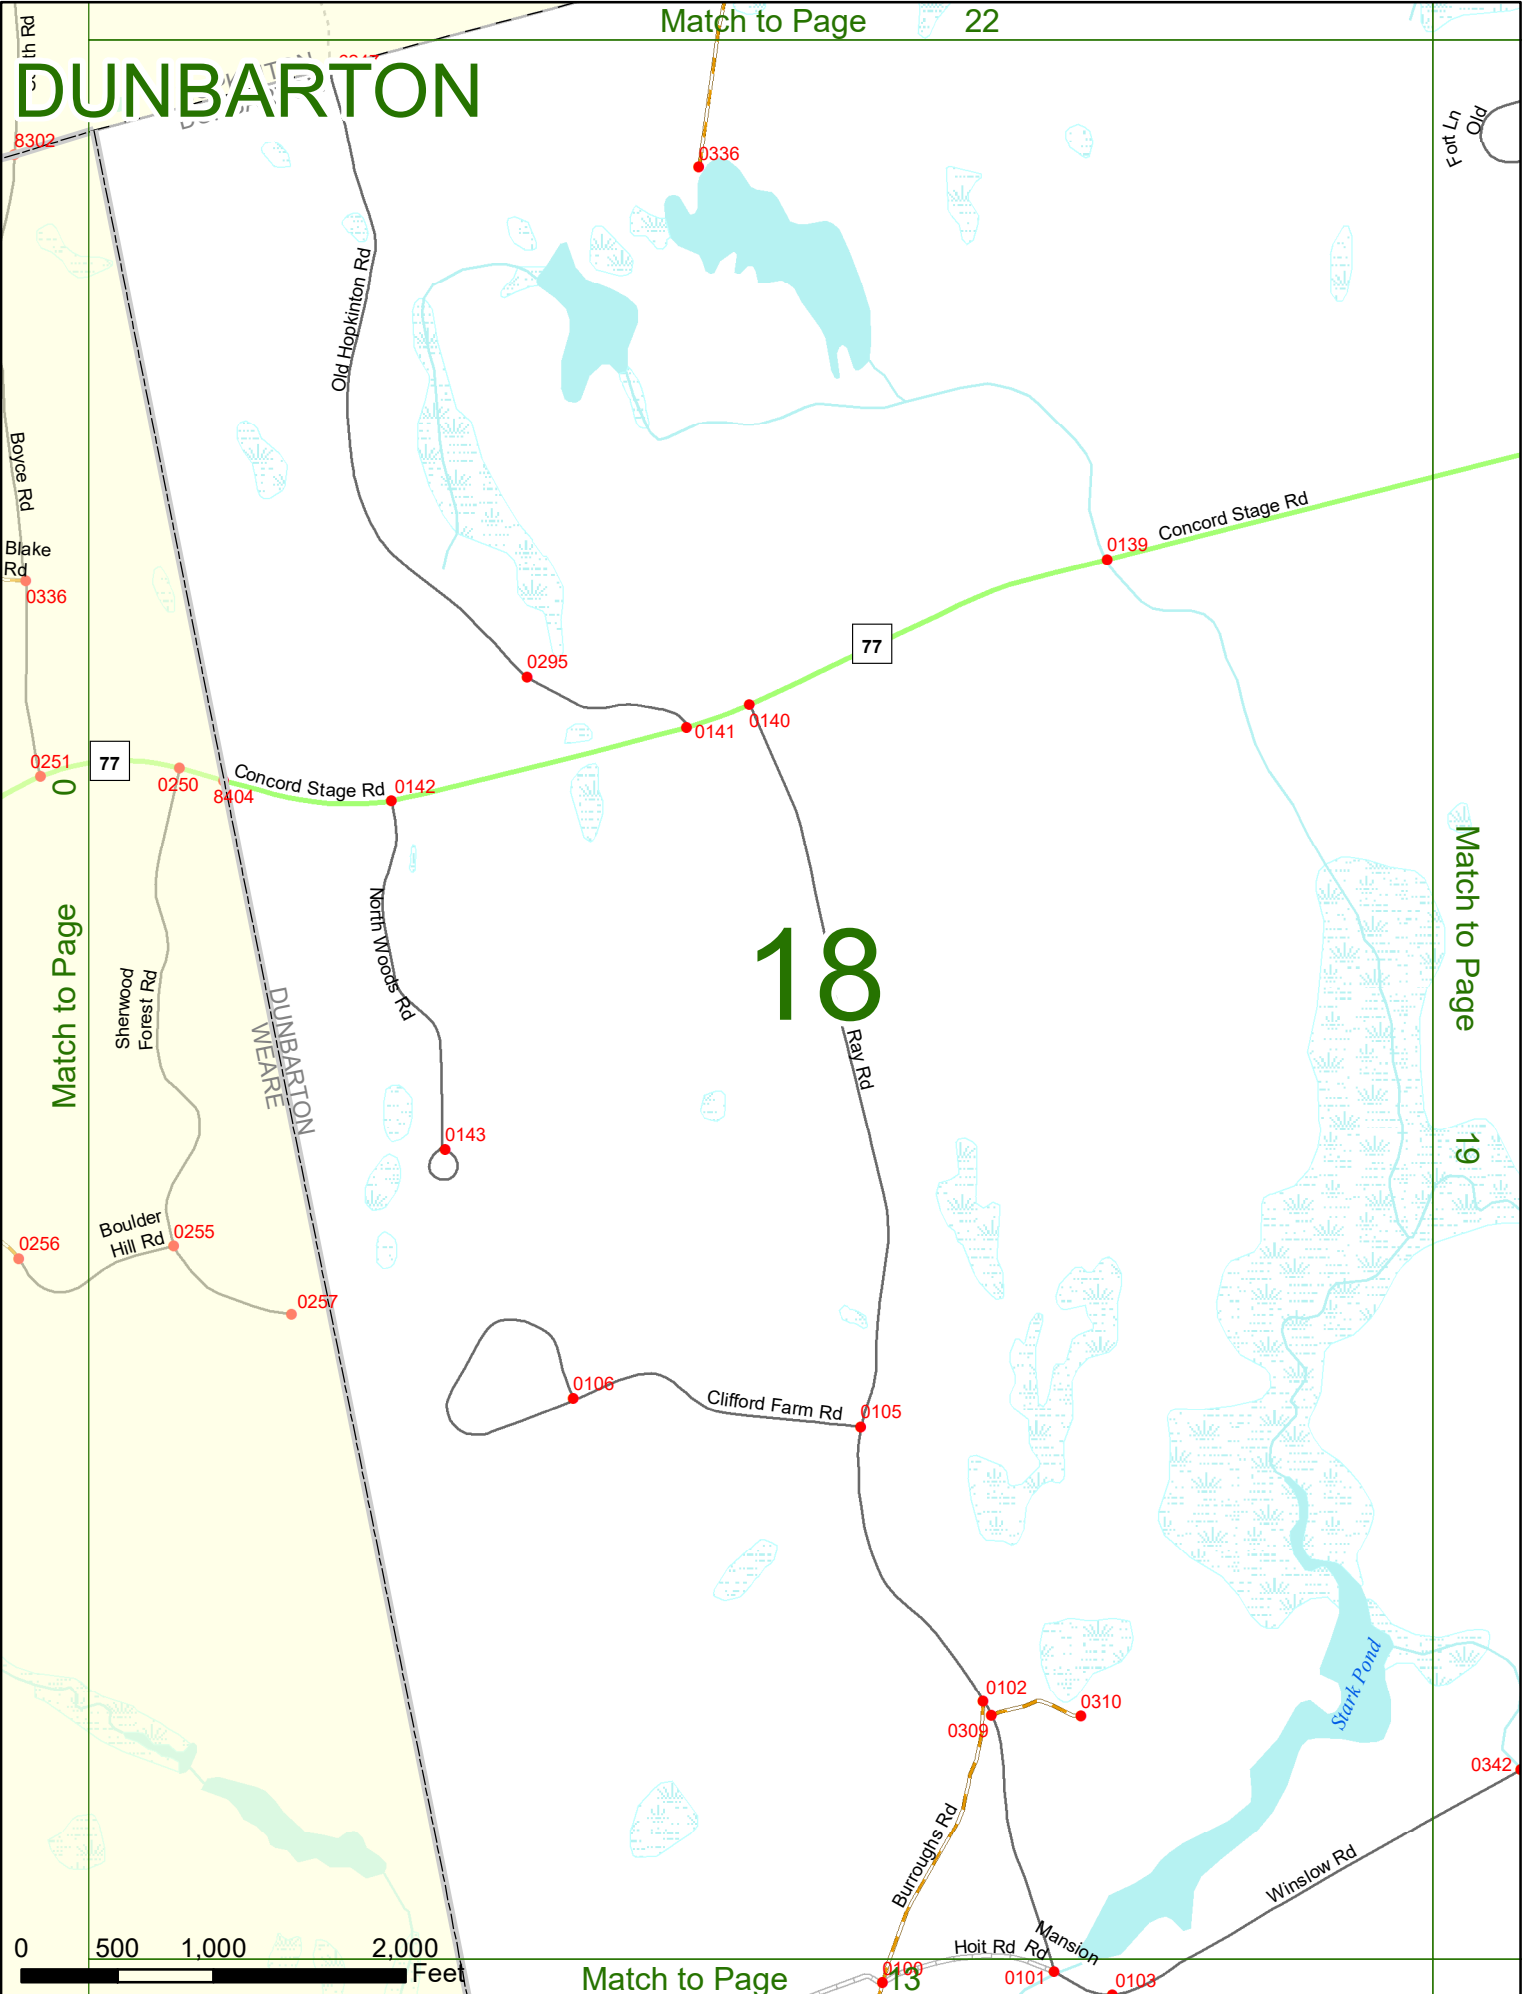 Match to Page 22
DUNBARTON
8302
0336
Fort Ln
Old
Old Hopkinton Rd
Boyce Rd
Blake
Rd
0336
0139
Concord Stage Rd
77
0295
0140
0141
0251
77
0250
8404
Concord Stage Rd
0142
Match to Page 0
North Woods Rd
Sherwood
Forest Rd
18
Match to Page 19
DUNBARTON
WEARE
Ray Rd
0143
0256
Boulder
Hill Rd
0255
0257
0106
Clifford Farm Rd
0105
0102
0309
0310
Stark Pond
0342
Burroughs Rd
Winslow Rd
Hoit Rd
Mansion
Rd
0100
0101
0103
0 500 1,000 2,000
Feet
Match to Page 13